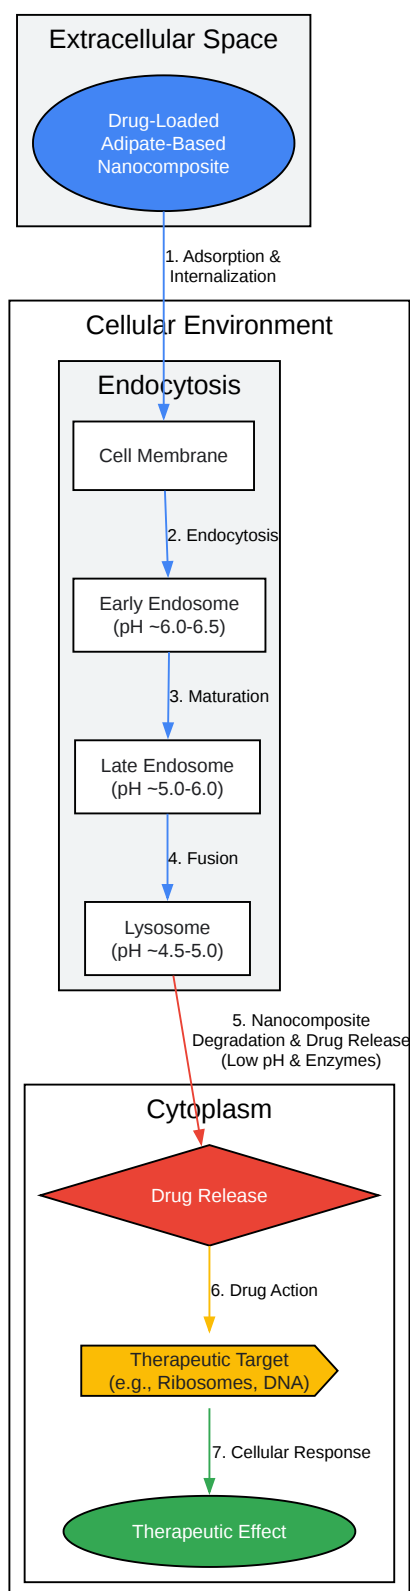 Extracellular Space
Drug-Loaded
Adipate-Based
Nanocomposite
1. Adsorption &
Internalization
Cellular Environment
Endocytosis
Cell Membrane
2. Endocytosis
Early Endosome
(pH ~6.0-6.5)
3. Maturation
Late Endosome
(pH ~5.0-6.0)
4. Fusion
Lysosome
(pH ~4.5-5.0)
5. Nanocomposite
Degradation & Drug Release
(Low pH & Enzymes)
Cytoplasm
Drug Release
6. Drug Action
Therapeutic Target
(e.g., Ribosomes, DNA)
7. Cellular Response
Therapeutic Effect